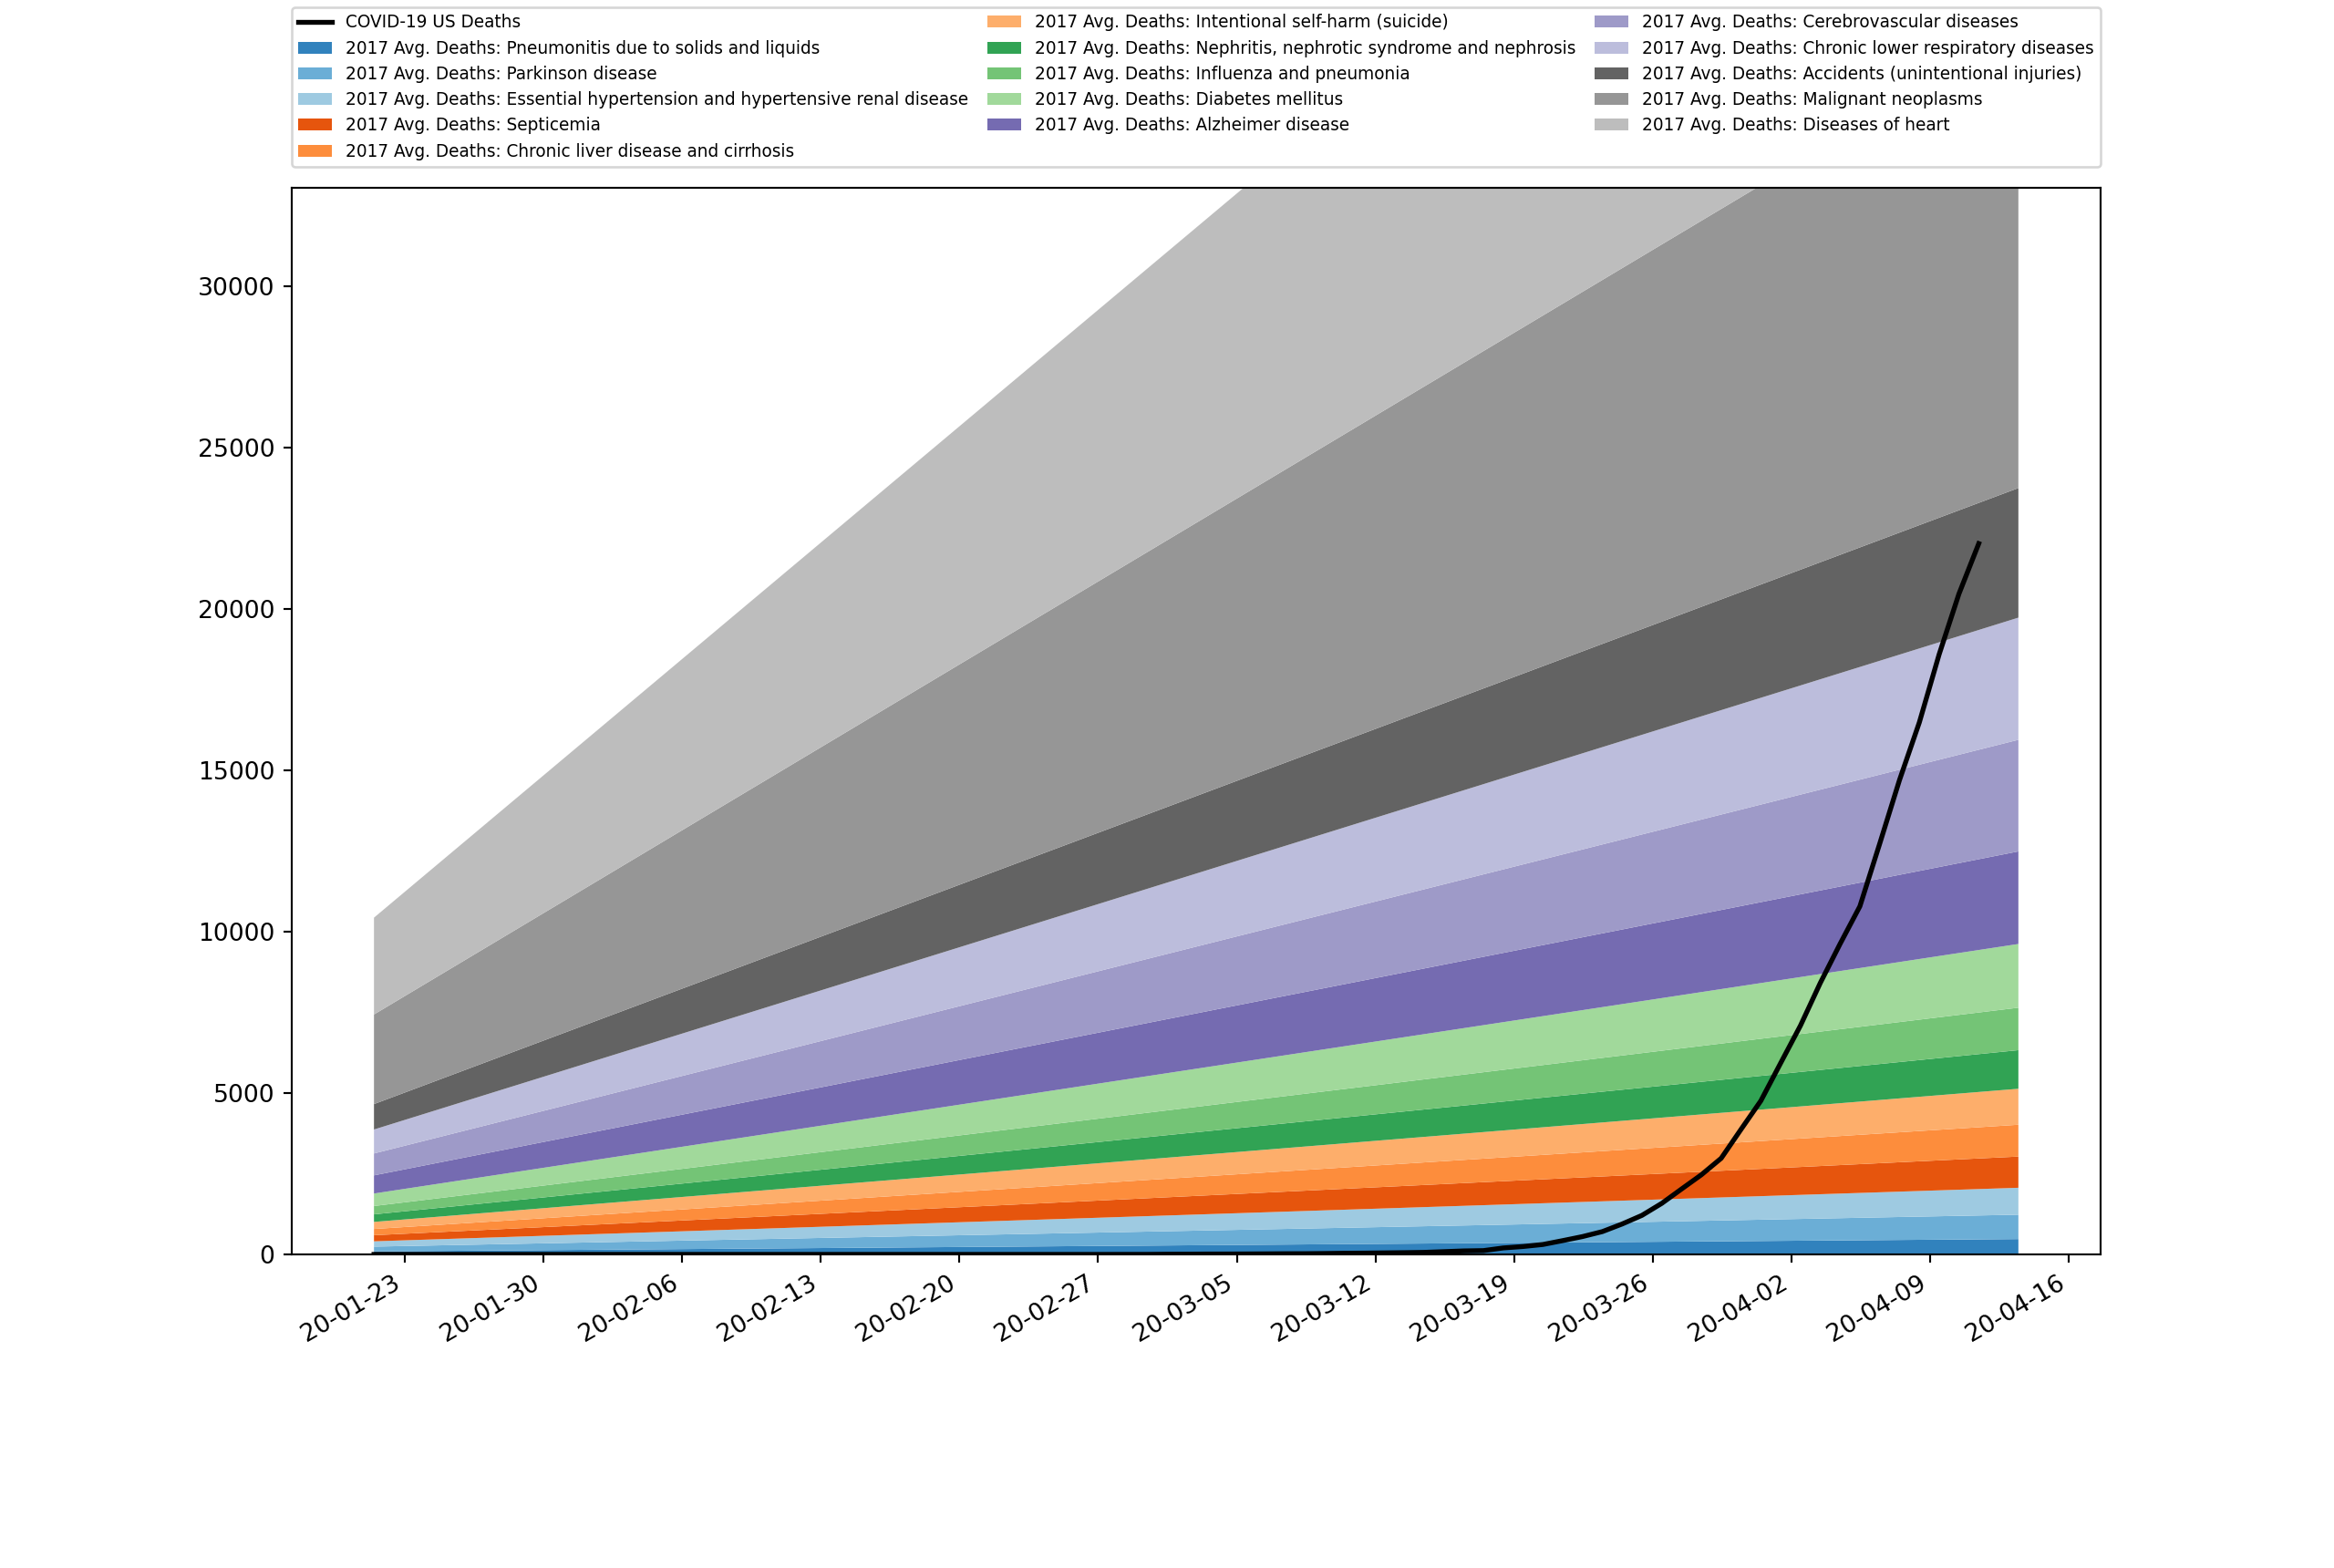 COVID-19 US Deaths
2017 Avg. Deaths: Pneumonitis due to solids and liquids
2017 Avg. Deaths: Parkinson disease
2017 Avg. Deaths: Essential hypertension and hypertensive renal disease
2017 Avg. Deaths: Septicemia
2017 Avg. Deaths: Chronic liver disease and cirrhosis
2017 Avg. Deaths: Intentional self-harm (suicide)
2017 Avg. Deaths: Nephritis, nephrotic syndrome and nephrosis
2017 Avg. Deaths: Influenza and pneumonia
2017 Avg. Deaths: Diabetes mellitus
2017 Avg. Deaths: Alzheimer disease
2017 Avg. Deaths: Cerebrovascular diseases
2017 Avg. Deaths: Chronic lower respiratory diseases
2017 Avg. Deaths: Accidents (unintentional injuries)
2017 Avg. Deaths: Malignant neoplasms
2017 Avg. Deaths: Diseases of heart
30000
25000
20000
15000
10000
5000
0
20-01-23
20-01-30
20-02-06
20-02-13
20-02-20
20-02-27
20-03-05
20-03-12
20-03-19
20-03-26
20-04-02
20-04-09
20-04-16